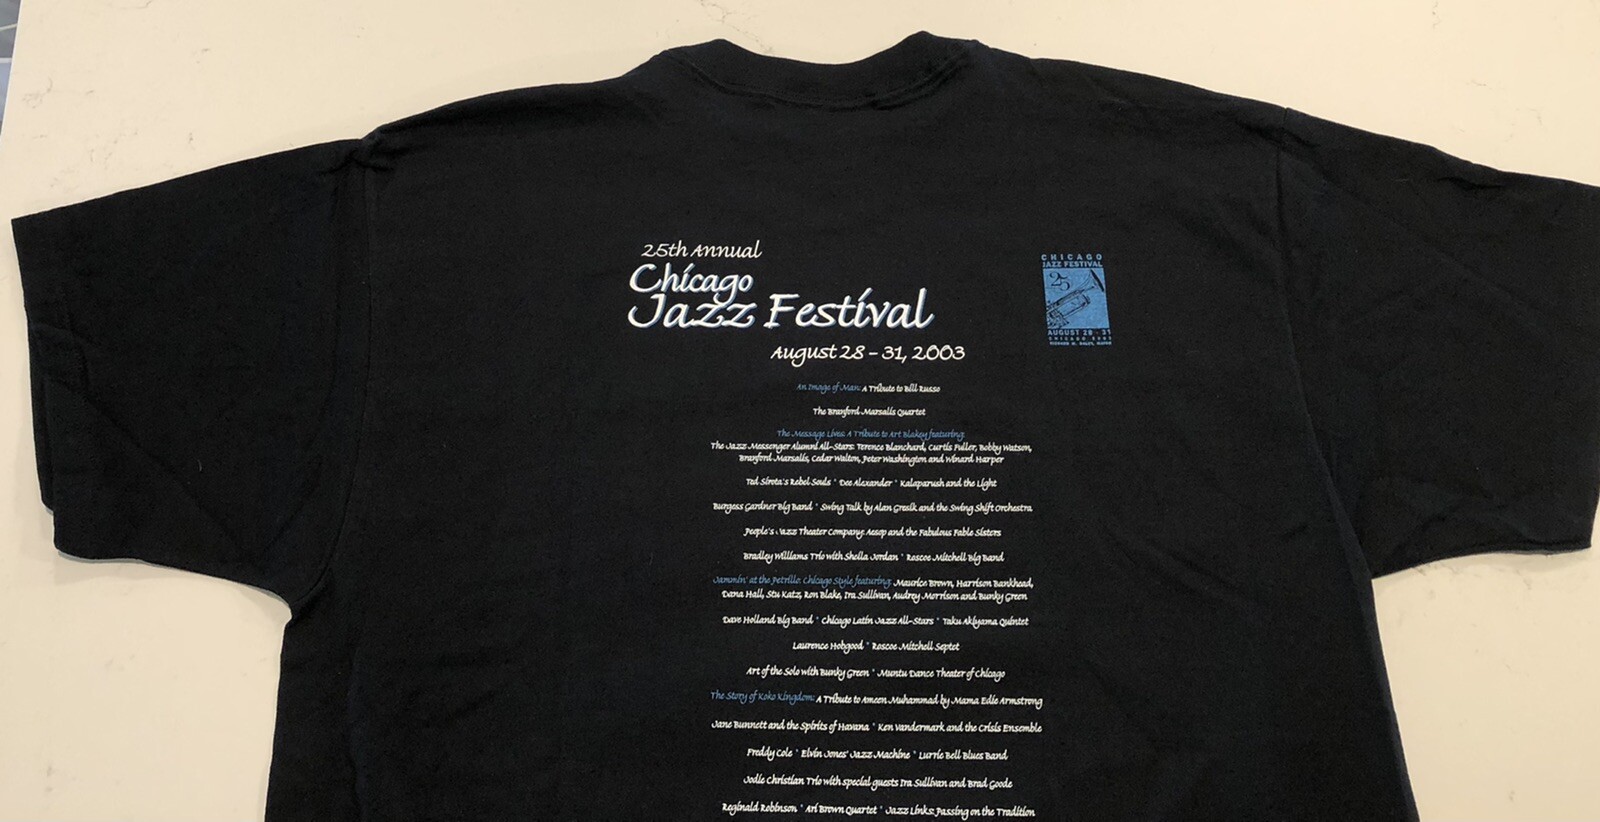 25th Annual
Chicago
Jazz Festival
August 28 - 31, 2003
CHICAGO
JAZZ FESTIVAL
25
AUGUST 28 - 31
An Image of Man: A Tribute to Bill Russo
The Branford Marsalis Quartet
The Message Lives: A Tribute to Art Blakey featuring:
The Jazz Messenger Alumni All-Stars: Terence Blanchard, Curtis Fuller, Bobby Watson,
Branford Marsalis, Cedar Walton, Peter Washington and Winard Harper
Ted Sirota's Rebel Souls * Dee Alexander * Kalaparush and the Light
Burgess Gardner Big Band * Swing Talk by Alan Gresik and the Swing Shift Orchestra
People's Jazz Theater Company: Aesop and the Fabulous Fable Sisters
Bradley Williams Trio with Sheila Jordan * Roscoe Mitchell Big Band
Jammin' at the Petrillo: Chicago Style featuring: Maurice Brown, Harrison Bankhead,
Dana Hall, Stu Katz, Ron Blake, Ira Sullivan, Audrey Morrison and Bunky Green
Dave Holland Big Band * Chicago Latin Jazz All-Stars * Taku Akiyama Quintet
Laurence Hobgood * Roscoe Mitchell Septet
Art of the Solo with Bunky Green * Muntu Dance Theater of Chicago
The Story of Koko Kingdom: A Tribute to Ameen Muhammad by Mama Edie Armstrong
Jane Bunnett and the Spirits of Havana * Ken Vandermark and the Crisis Ensemble
Freddy Cole * Elvin Jones' Jazz Machine * Lurrie Bell Blues Band
Jodie Christian Trio with special guests Ira Sullivan and Brad Goode
Reginald Robinson * Ari Brown Quartet * Jazz Links: Passing on the Tradition